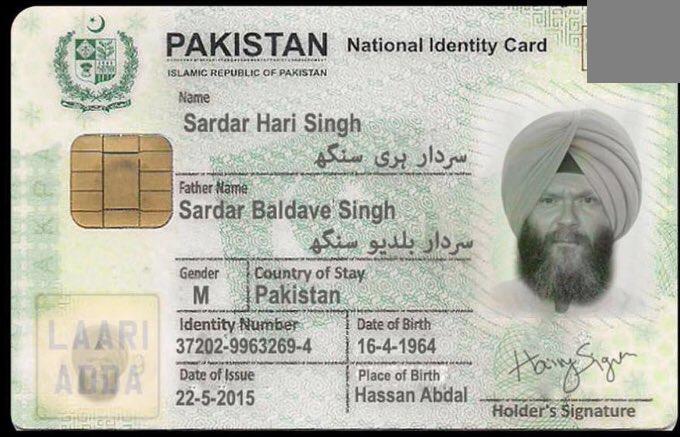 PAKISTAN National Identity Card
ISLAMIC REPUBLIC OF PAKISTAN
Name
Sardar Hari Singh
سردار ہری سنگھ
Father Name
Sardar Baldave Singh
سردار بلدیو سنگھ
Gender Country of Stay
M Pakistan
Identity Number Date of Birth
37202-9963269-4 16-4-1964
Date of Issue Place of Birth
22-5-2015 Hassan Abdal
LAARI
ADDA
Holder's Signature